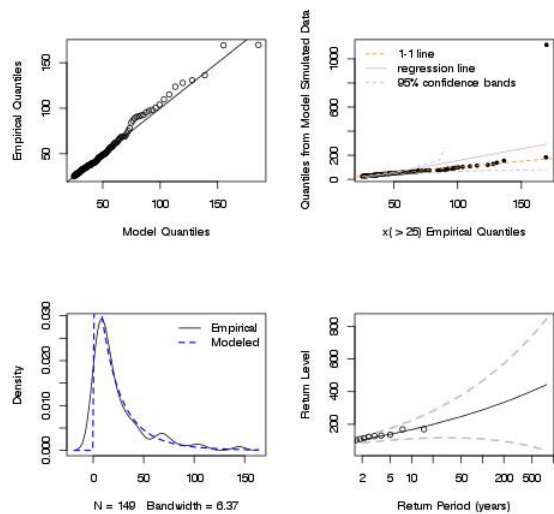 Empirical Quantiles
50 100 150
50 100 150
Model Quantiles
Quantiles from Model Simulated Data
0 200 400 600 1000
1-1 line
regression line
95% confidence bands
50 100 150
x( > 25) Empirical Quantiles
Density
0.000 0.010 0.020 0.030
Empirical
Modeled
0 50 100 150
N = 149 Bandwidth = 6.37
Return Level
200 400 600 800
2 5 10 50 200 500
Return Period (years)